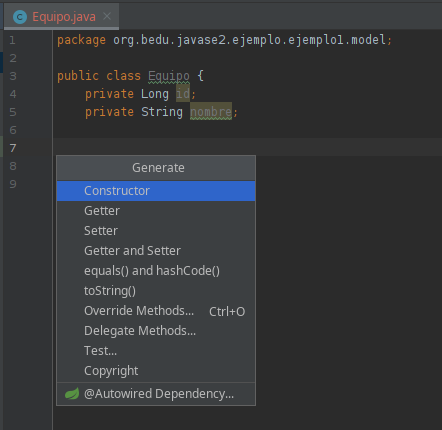 Equipo.java
1 package org.bedu.javase2.ejemplo.ejemplo1.model;
2
3 public class Equipo {
4 private Long id;
5 private String nombre;
6
7
8
9
Generate
Constructor
Getter
Setter
Getter and Setter
equals() and hashCode()
toString()
Override Methods... Ctrl+O
Delegate Methods...
Test...
Copyright
@Autowired Dependency...